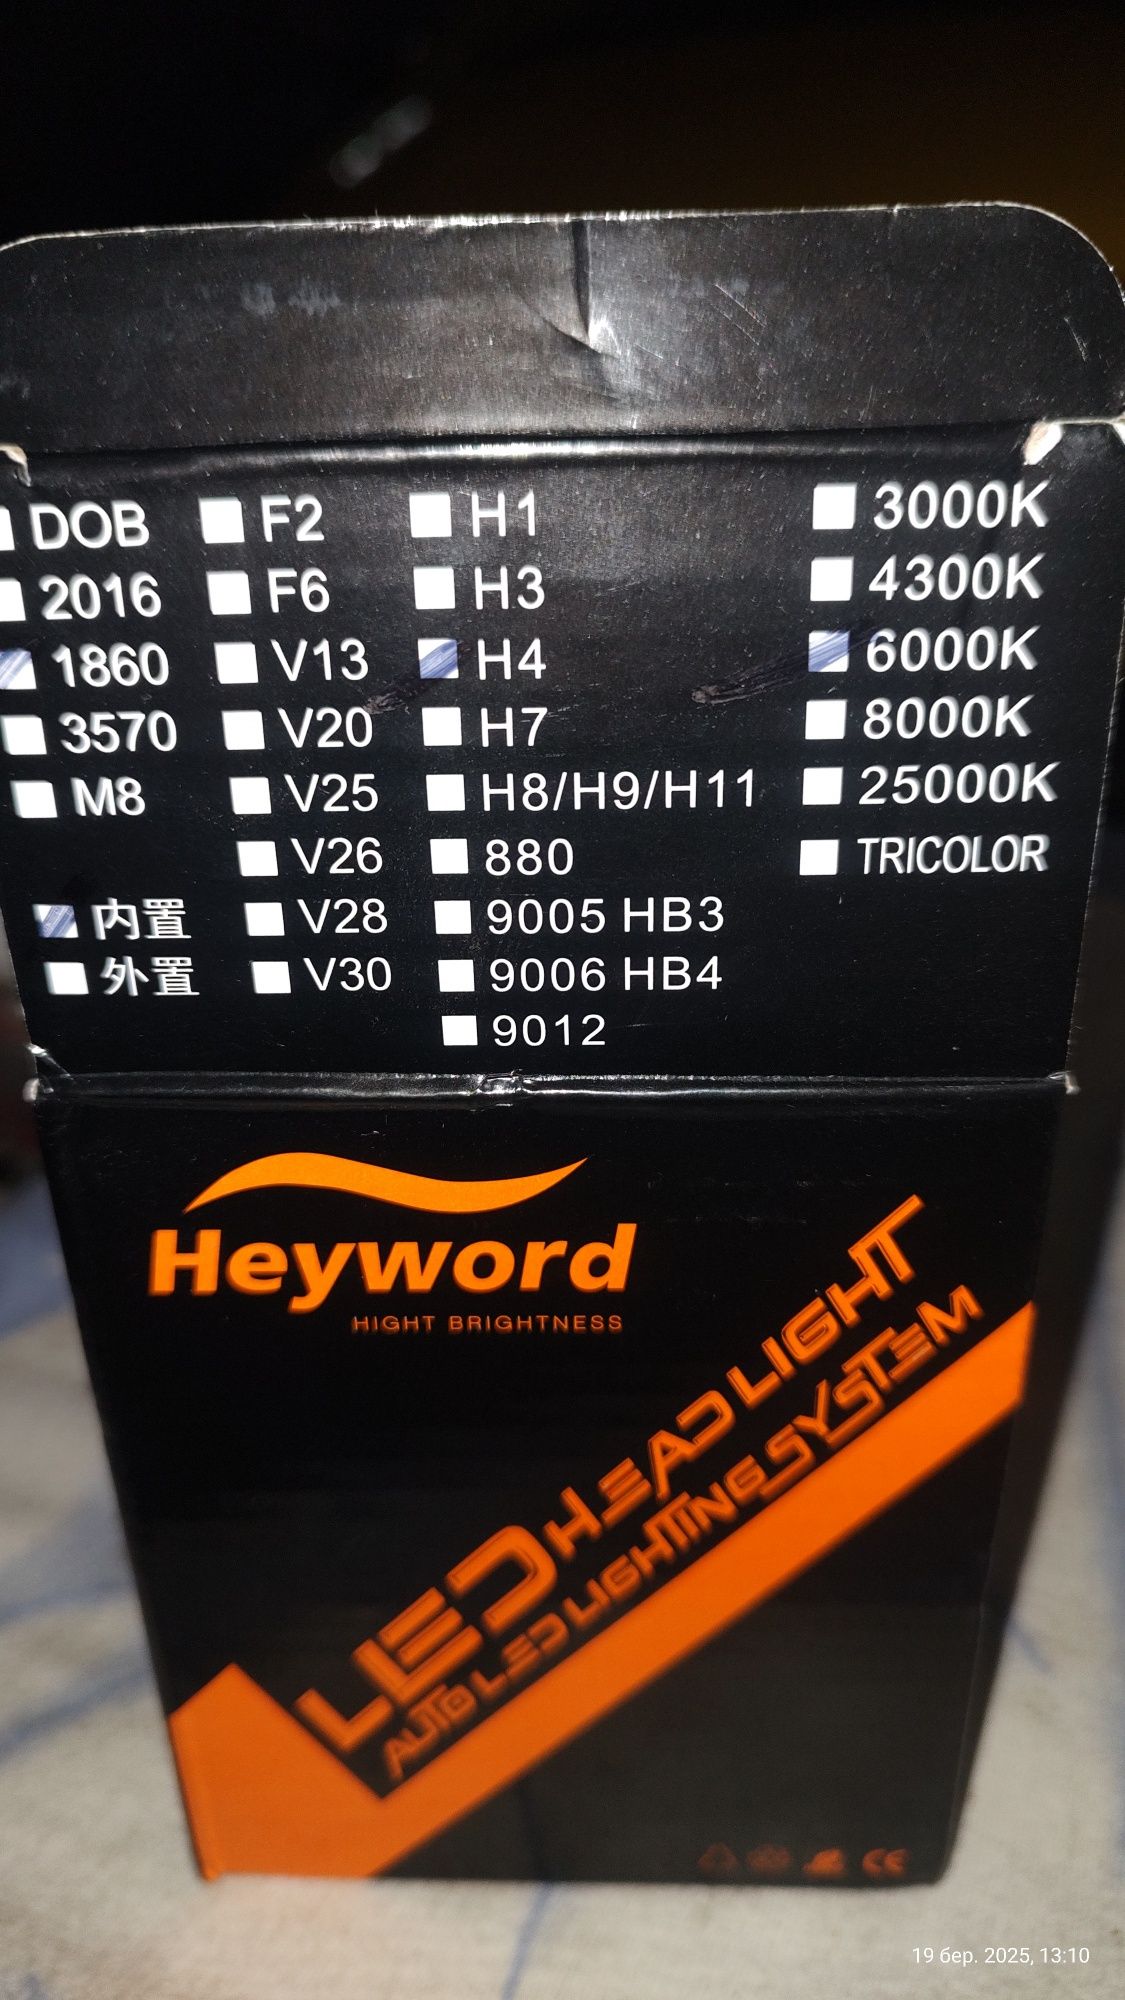 DOB F2 H1 3000K
2016 F6 H3 4300K
1860 V13 H4 6000K
3570 V20 H7 8000K
M8 V25 H8/H9/H11 25000K
V26 880 TRICOLOR
内置 V28 9005 HB3
外置 V30 9006 HB4
9012
Heyword
HIGHT BRIGHTNESS
LED HEAD LIGHT
AUTO LED LIGHTING SYSTEM
CE
19 бер. 2025, 13:10